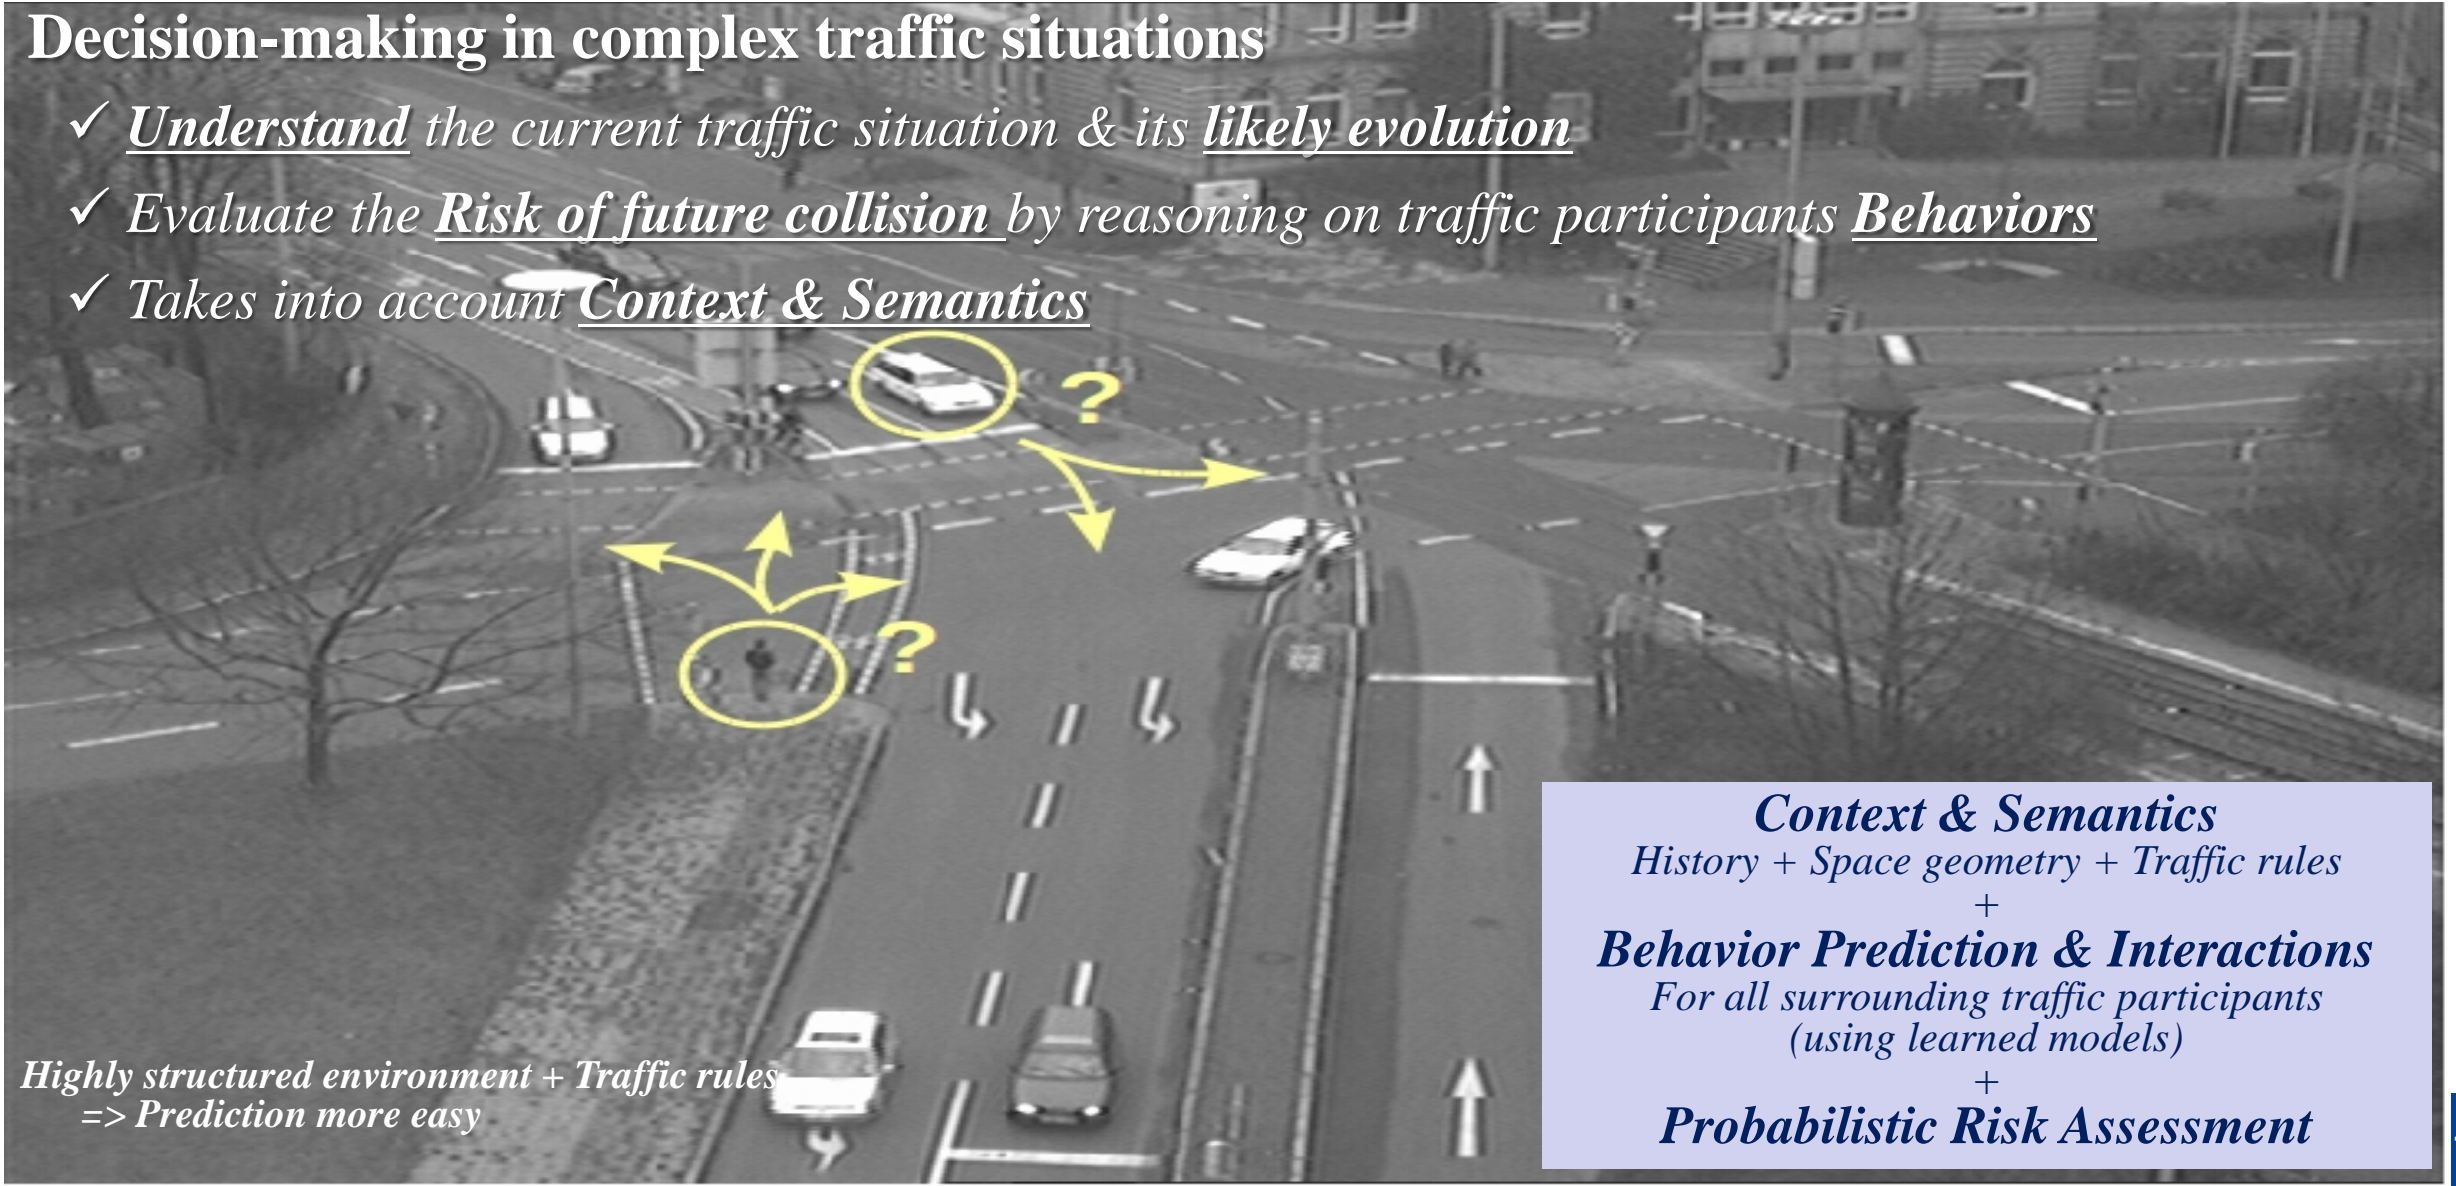 Decision-making in complex traffic situations
✓ Understand the current traffic situation & its likely evolution
✓ Evaluate the Risk of future collision by reasoning on traffic participants Behaviors
✓ Takes into account Context & Semantics
?
?
Context & Semantics
History + Space geometry + Traffic rules
+
Behavior Prediction & Interactions
For all surrounding traffic participants
(using learned models)
+
Probabilistic Risk Assessment
Highly structured environment + Traffic rules
=> Prediction more easy